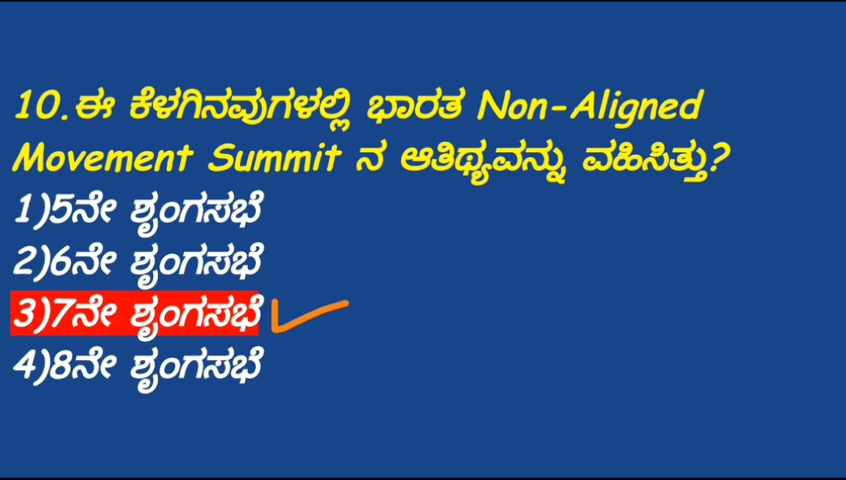 10.ಈ ಕೆಳಗಿನವುಗಳಲ್ಲಿ ಭಾರತ Non-Aligned
Movement Summit ನ ಆತಿಥ್ಯವನ್ನು ವಹಿಸಿತ್ತು?
1)5ನೇ ಶೃಂಗಸಭೆ
2)6ನೇ ಶೃಂಗಸಭೆ
3)7ನೇ ಶೃಂಗಸಭೆ
4)8ನೇ ಶೃಂಗಸಭೆ